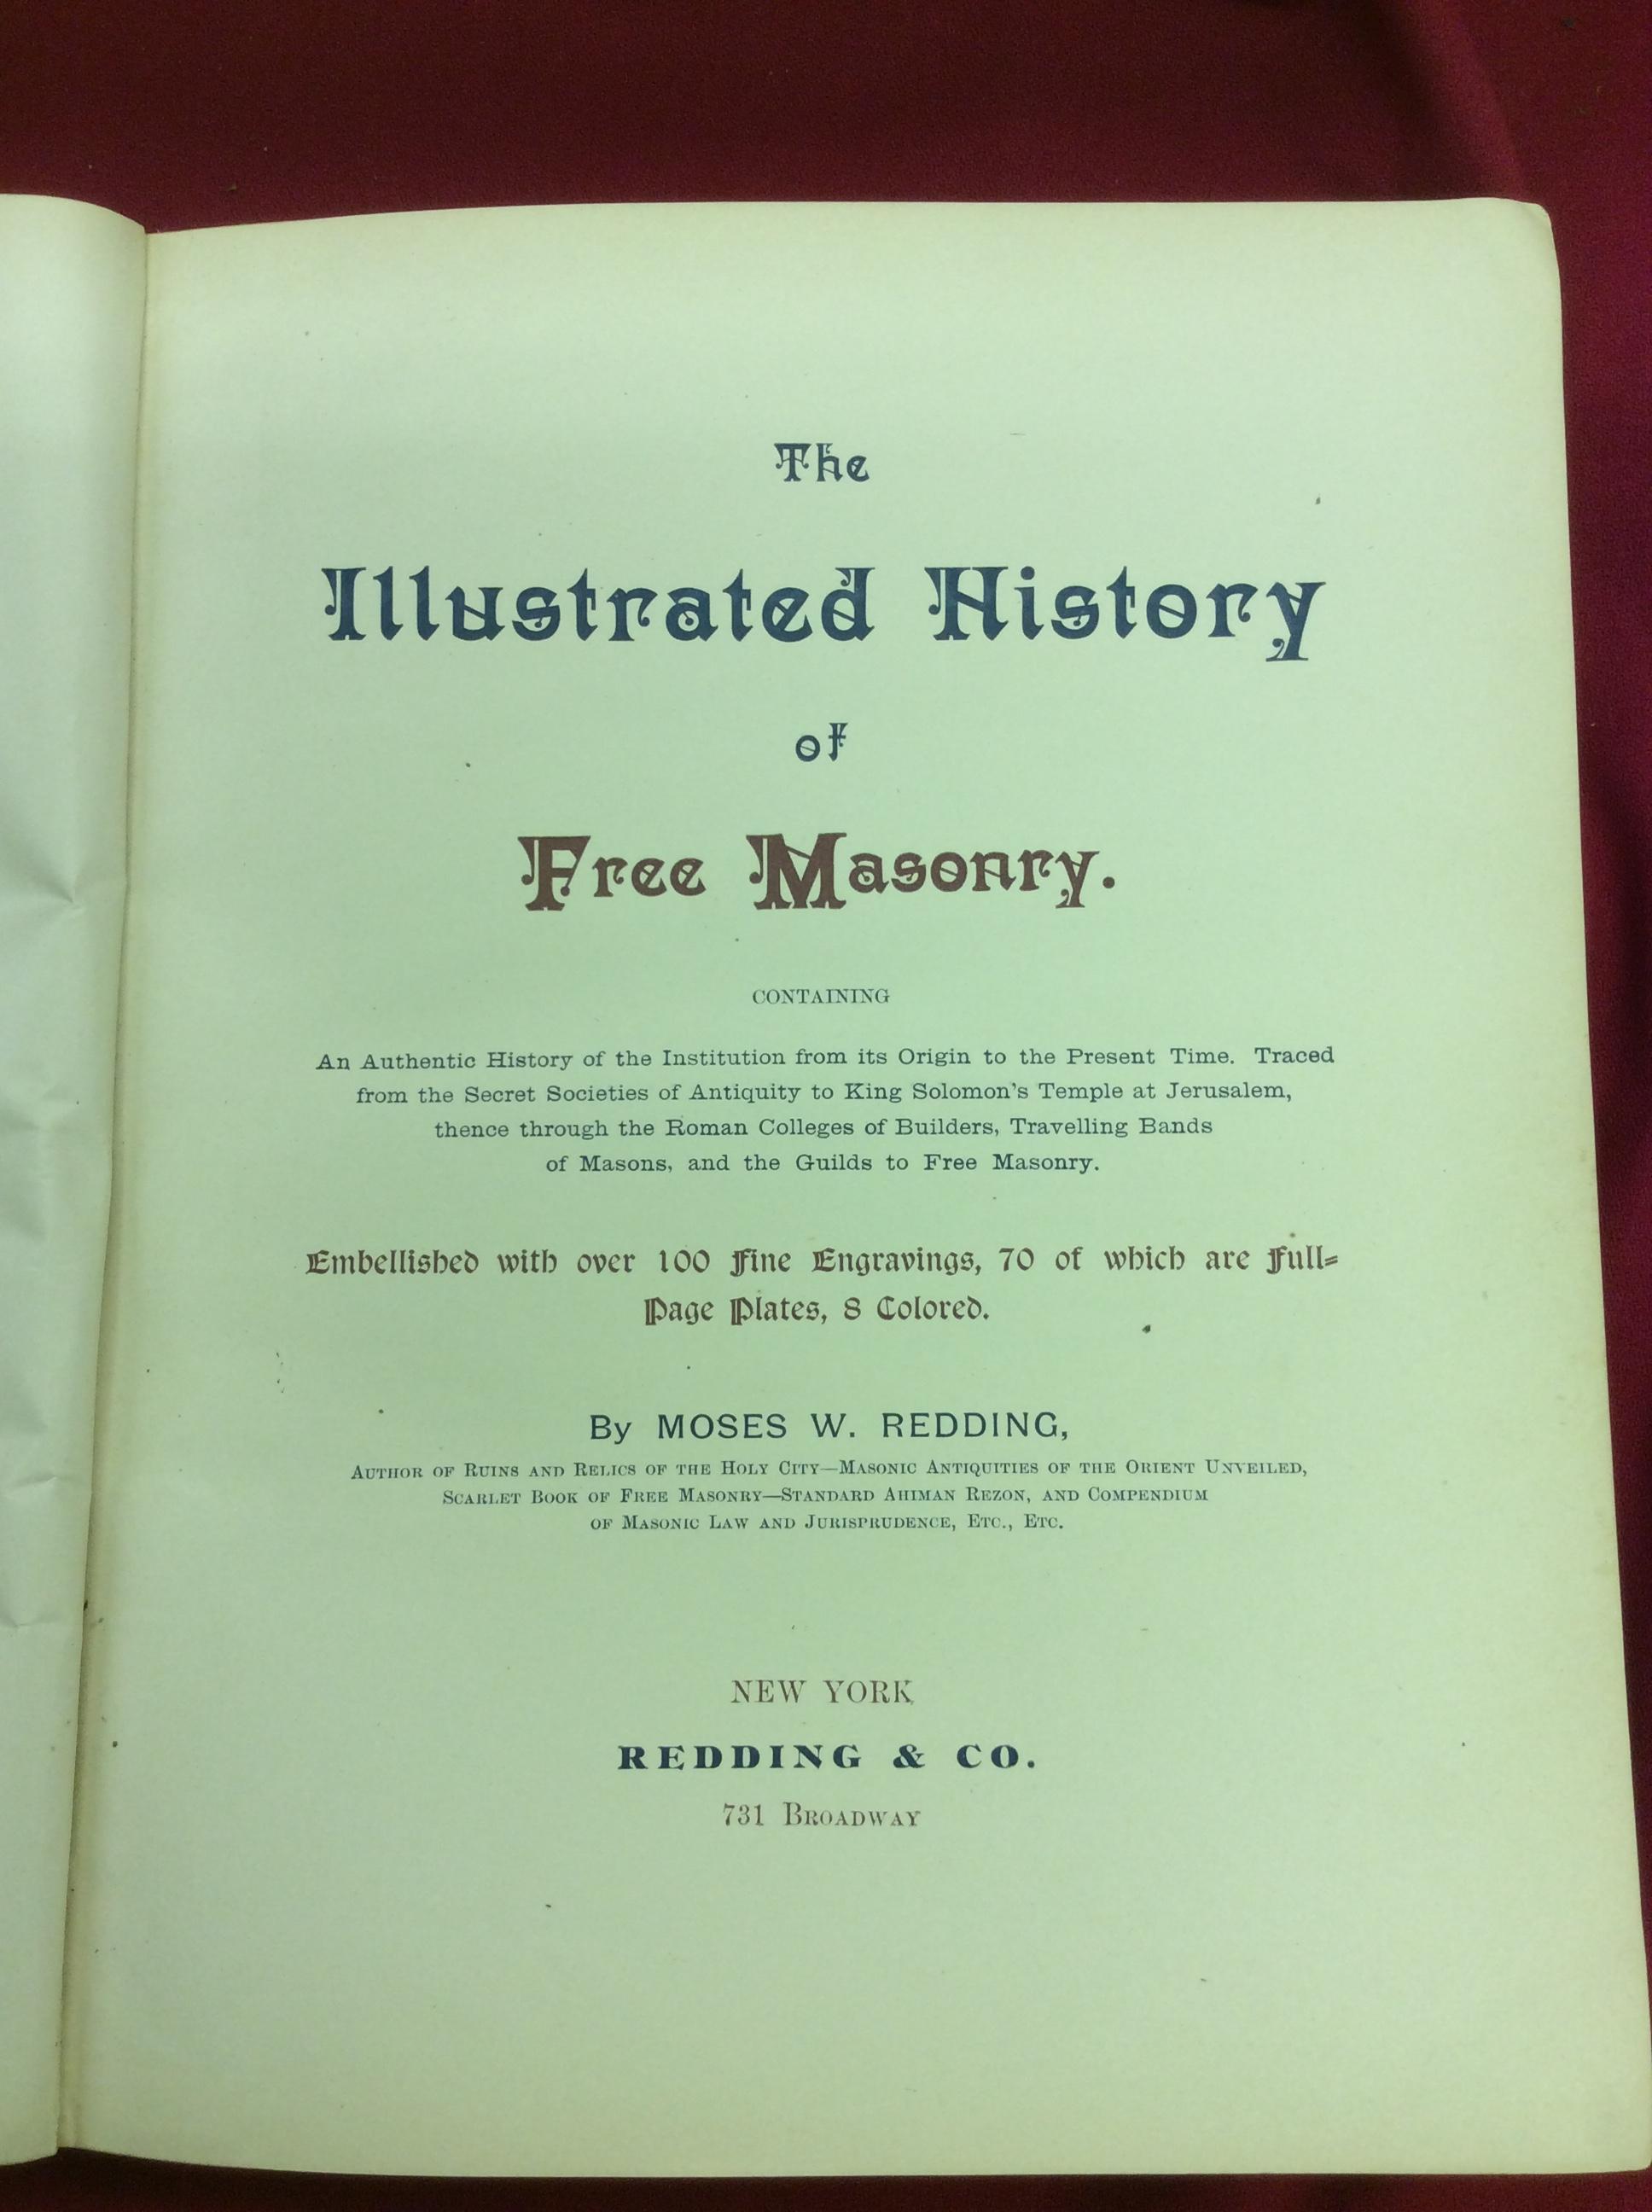 The
Illustrated History
of
Free Masonry.
CONTAINING
An Authentic History of the Institution from its Origin to the Present Time. Traced
from the Secret Societies of Antiquity to King Solomon's Temple at Jerusalem,
thence through the Roman Colleges of Builders, Travelling Bands
of Masons, and the Guilds to Free Masonry.
Embellished with over 100 Fine Engravings, 70 of which are Full-
Page Plates, 8 Colored.
By MOSES W. REDDING,
AUTHOR OF RUINS AND RELICS OF THE HOLY CITY—MASONIC ANTIQUITIES OF THE ORIENT UNVEILED,
SCARLET BOOK OF FREE MASONRY—STANDARD AHIMAN REZON, AND COMPENDIUM
OF MASONIC LAW AND JURISPRUDENCE, ETC., ETC.
NEW YORK
REDDING & CO.
731 BROADWAY